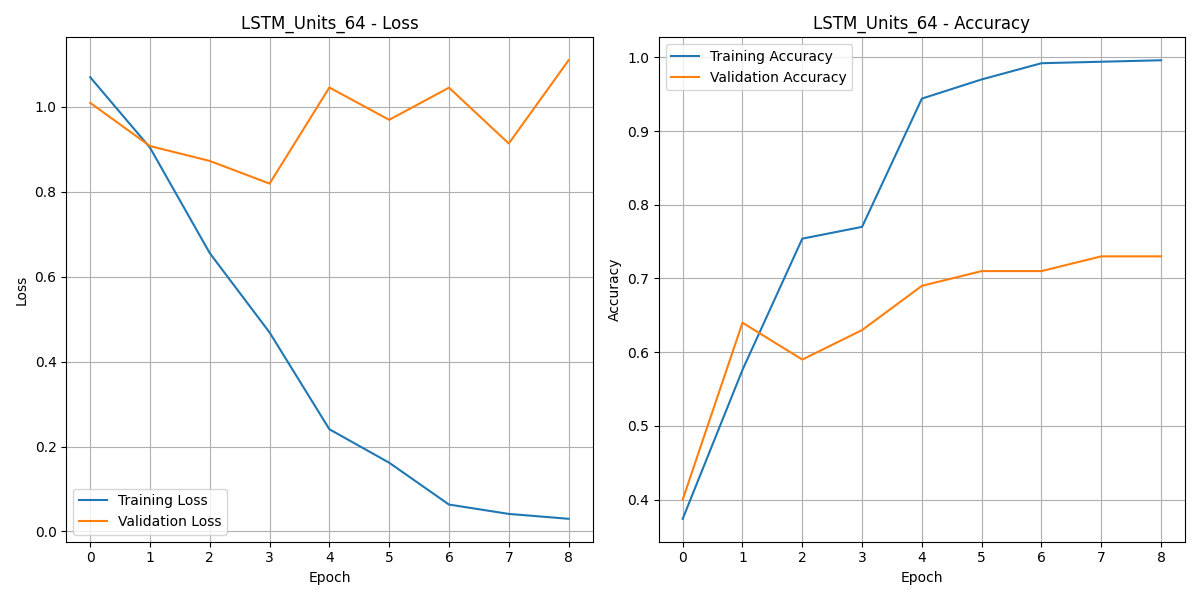 LSTM_Units_64 - Loss
1.0
0.8
0.6
0.4
0.2
0.0
Loss
Training Loss
Validation Loss
0 1 2 3 4 5 6 7 8
Epoch
LSTM_Units_64 - Accuracy
Training Accuracy
Validation Accuracy
1.0
0.9
0.8
0.7
0.6
0.5
0.4
Accuracy
0 1 2 3 4 5 6 7 8
Epoch